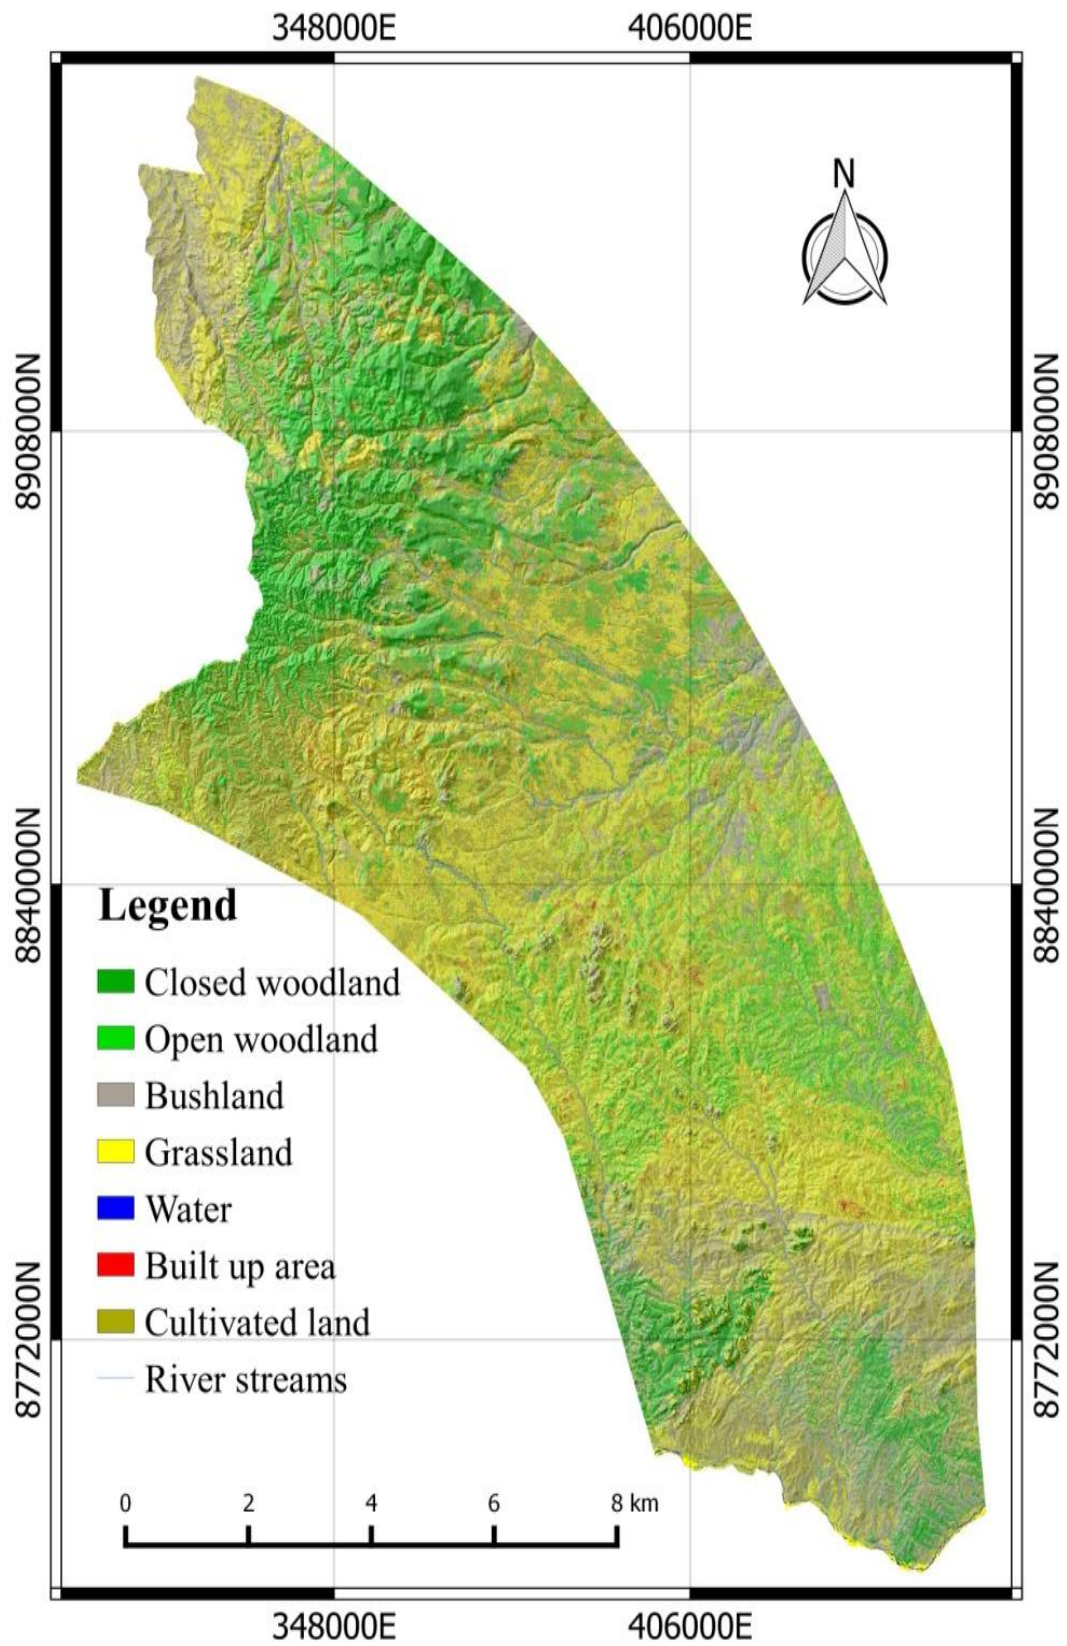 348000E 406000E
N
8908000N 8908000N
8840000N 8840000N
Legend
Closed woodland
Open woodland
Bushland
Grassland
Water
Built up area
Cultivated land
River streams
8772000N 8772000N
0 2 4 6 8 km
348000E 406000E